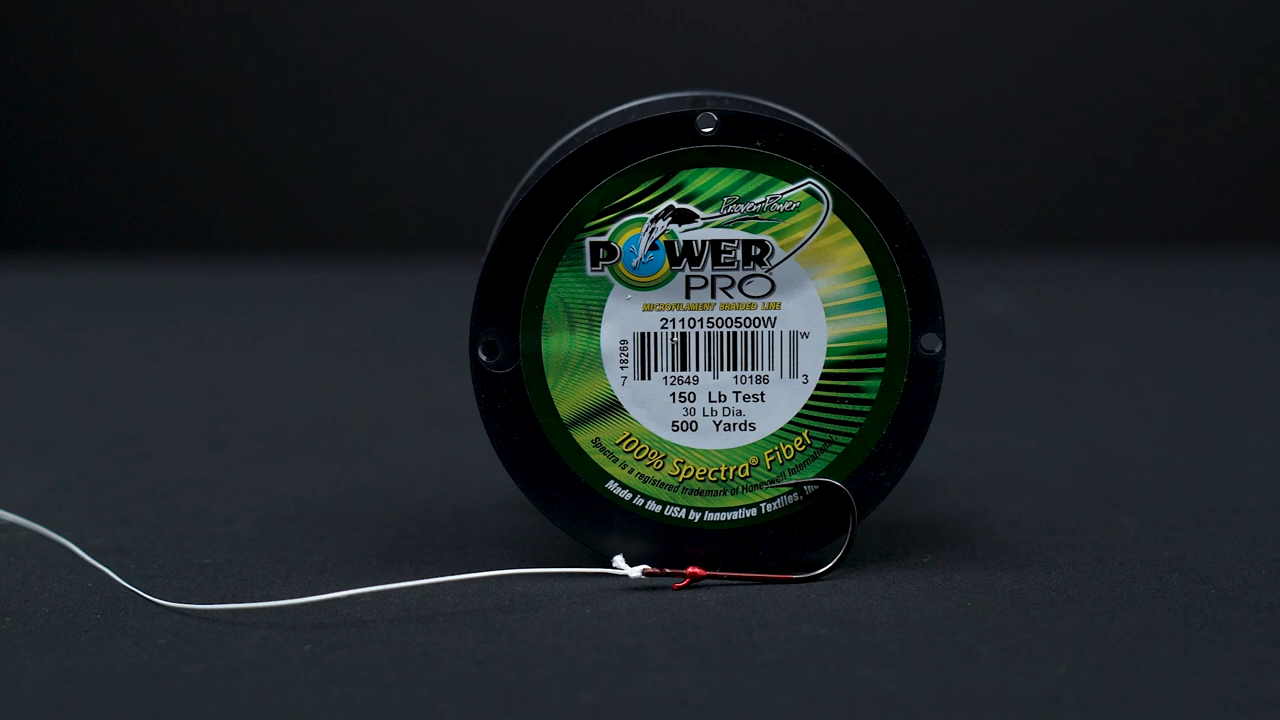 Proven Power
POWER
PRO
MICROFILAMENT BRAIDED LINE
21101500500W
W
18269
7 12649 10186 3
150 Lb Test
30 Lb Dia.
500 Yards
100% Spectra® Fiber
Spectra is a registered trademark of Honeywell International
Made in the USA by Innovative Textiles, Inc